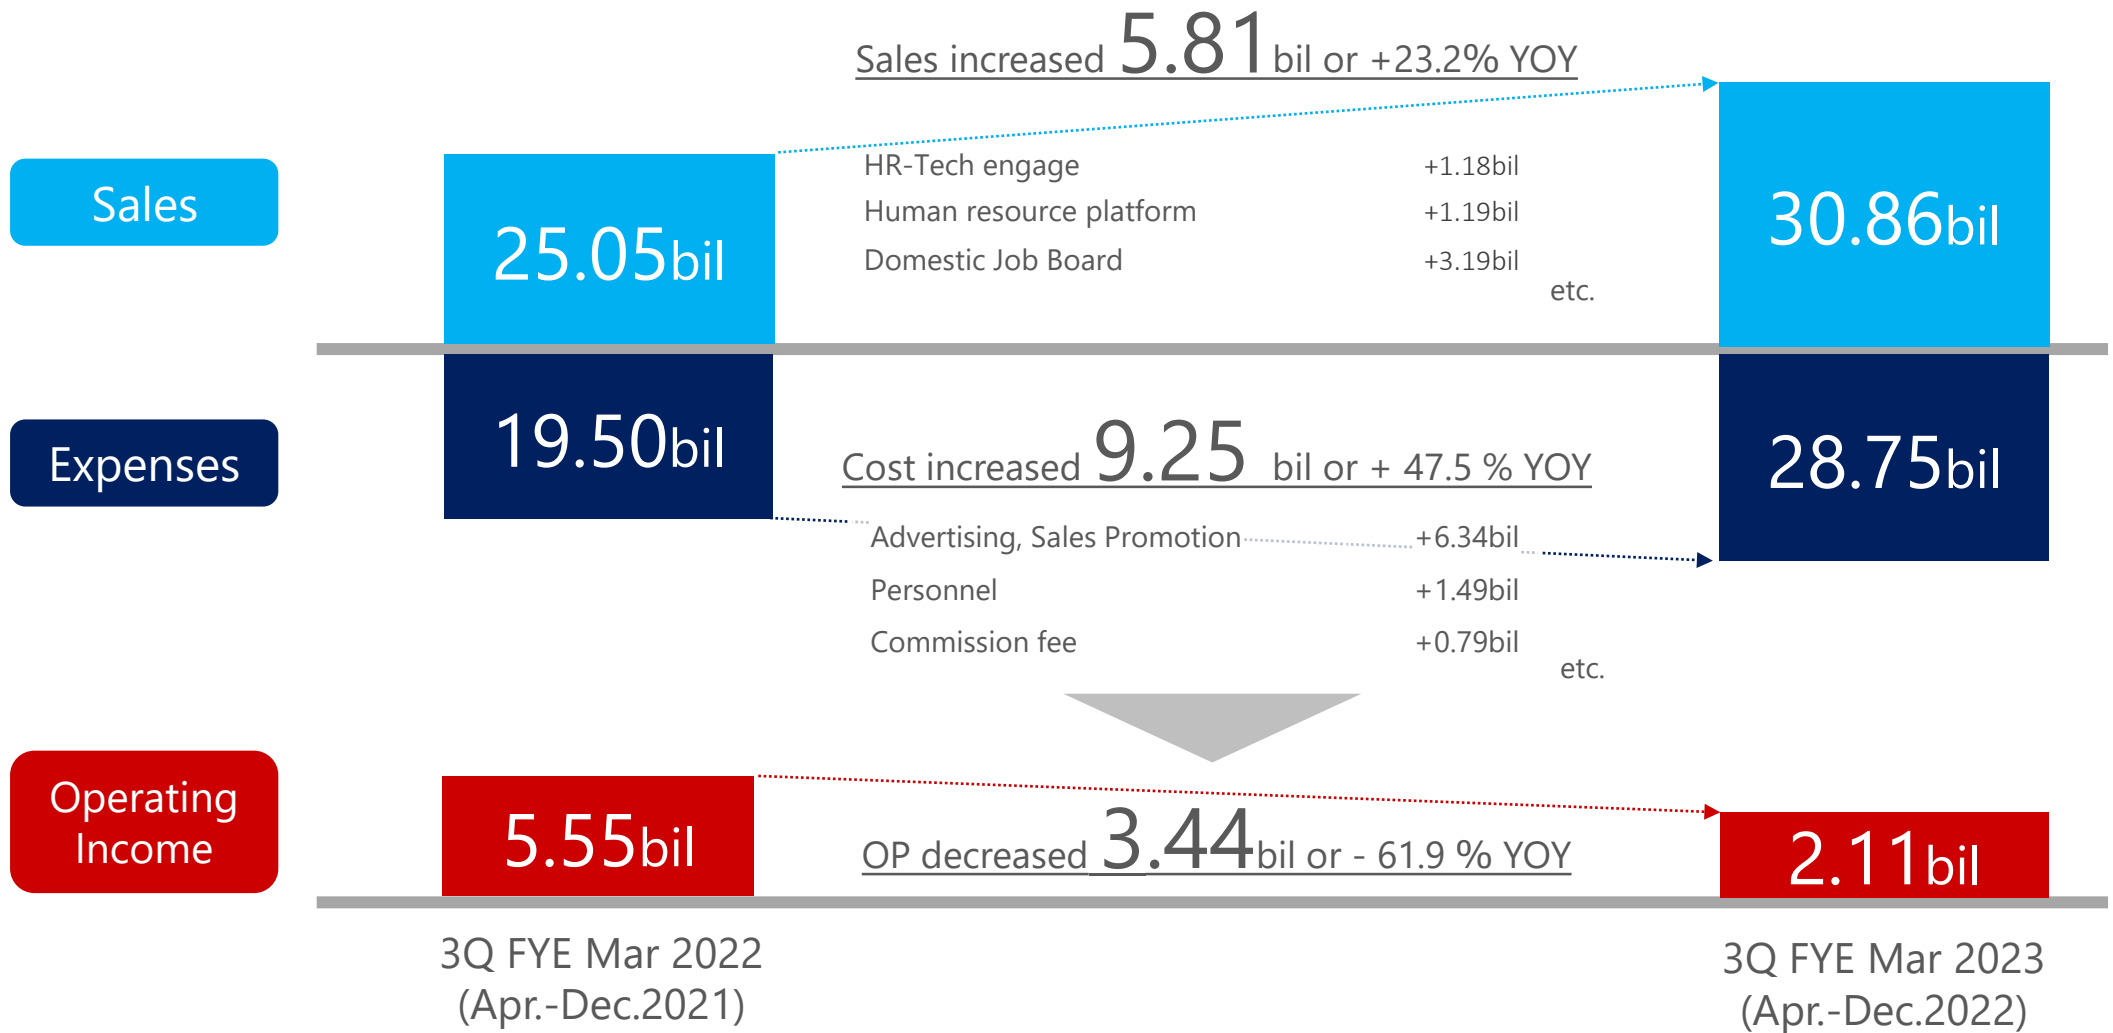 Sales increased 5.81 bil or +23.2% YOY
Sales
25.05bil
HR-Tech engage +1.18bil
Human resource platform +1.19bil
Domestic Job Board +3.19bil
etc.
30.86bil
Expenses
19.50bil
Cost increased 9.25 bil or + 47.5 % YOY
28.75bil
Advertising, Sales Promotion +6.34bil
Personnel +1.49bil
Commission fee +0.79bil
etc.
Operating
Income
5.55bil
OP decreased 3.44bil or - 61.9 % YOY
2.11bil
3Q FYE Mar 2022
(Apr.-Dec.2021)
3Q FYE Mar 2023
(Apr.-Dec.2022)